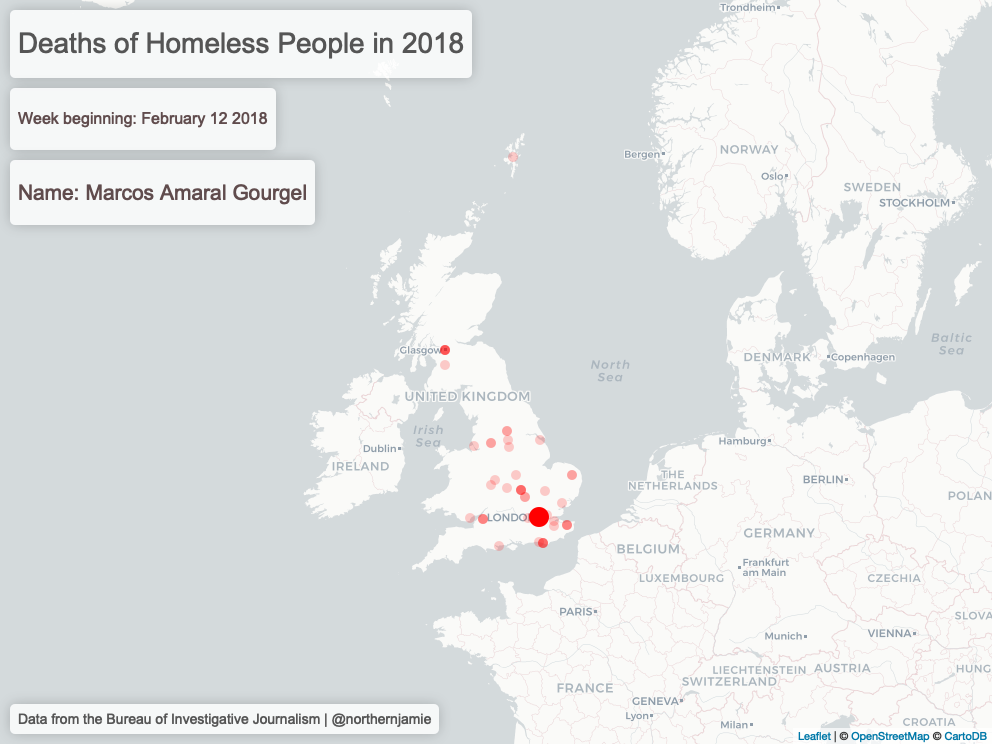 Deaths of Homeless People in 2018
Week beginning: February 12 2018
Name: Marcos Amaral Gourgel
Trondheim
Bergen
NORWAY
Oslo
SWEDEN
STOCKHOLM
Glasgow
North
Sea
Baltic
Sea
DENMARK
Copenhagen
UNITED KINGDOM
Irish
Sea
Dublin
IRELAND
Hamburg
THE
NETHERLANDS
BERLIN
POLAN
LONDO
GERMANY
BELGIUM
Frankfurt
am Main
LUXEMBOURG
CZECHIA
PARIS
SLOVA
Munich
VIENNA
LIECHTENSTEIN
AUSTRIA
HUNG
SWITZERLAND
FRANCE
GENEVA
Lyon
Milan
CROATIA
Data from the Bureau of Investigative Journalism | @northernjamie
Leaflet | © OpenStreetMap © CartoDB